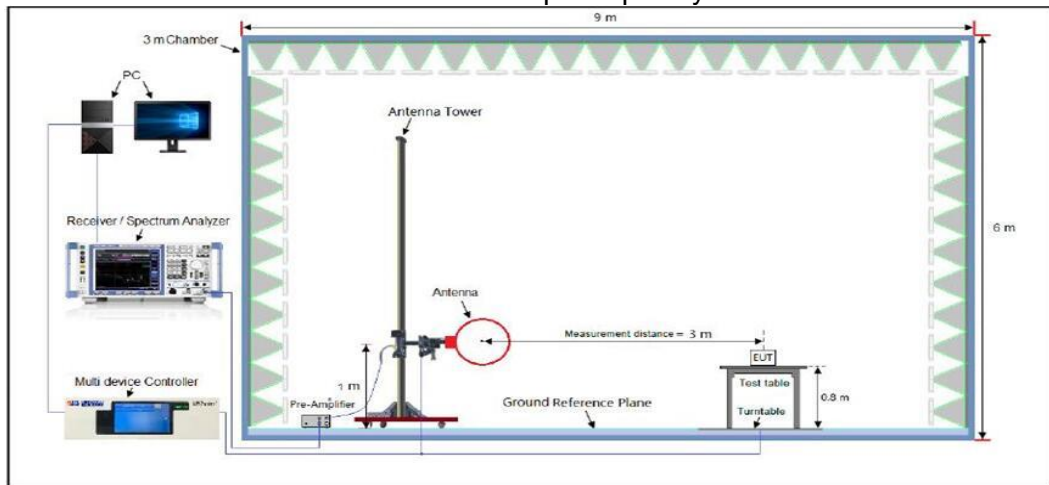 9 m
3 m Chamber
PC
Antenna Tower
Receiver / Spectrum Analyzer
6 m
Antenna
Measurement distance = 3 m
EUT
1 m
Multi device Controller
Test table
0.8 m
Pre-Amplifier
Ground Reference Plane
Turntable